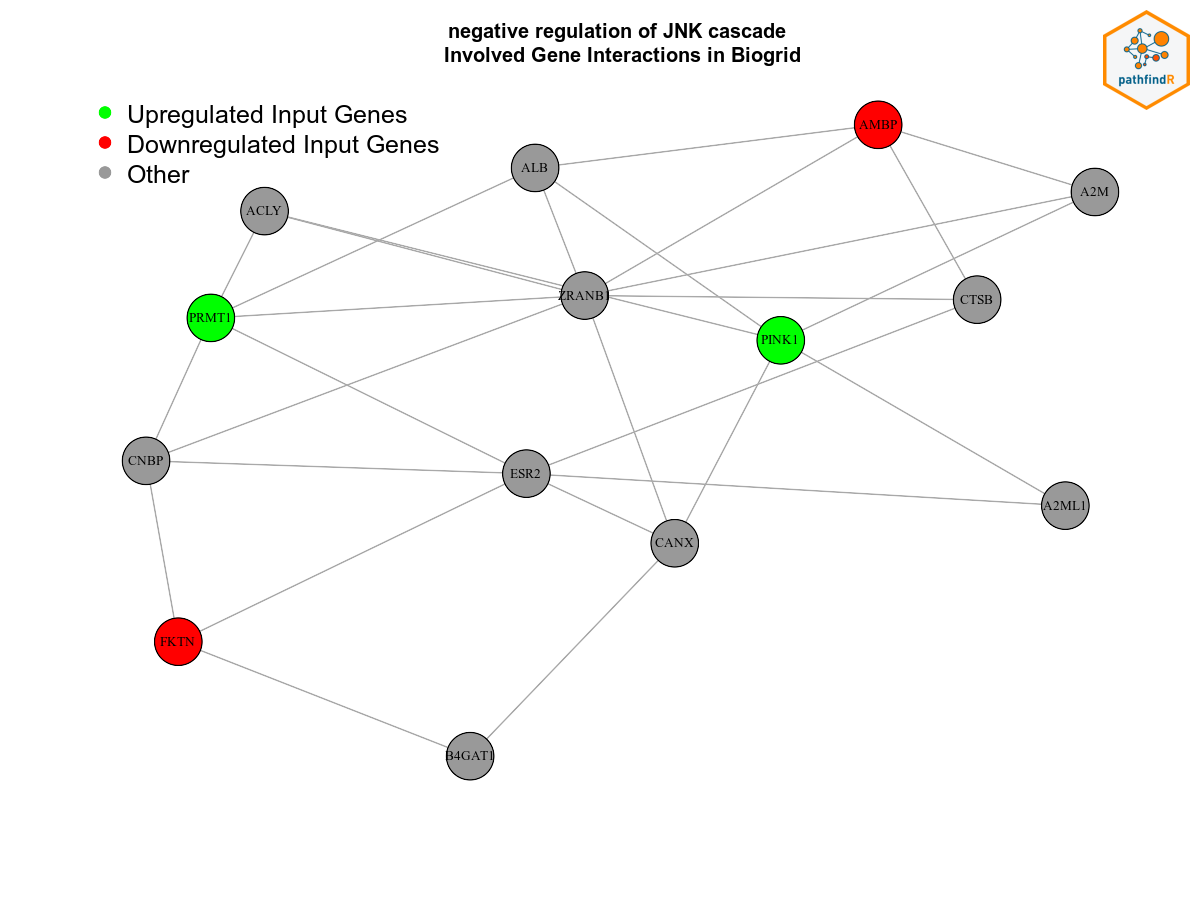 negative regulation of JNK cascade
Involved Gene Interactions in Biogrid
pathfindR
Upregulated Input Genes
Downregulated Input Genes
Other
AMBP
ALB
A2M
ACLY
ZRANB1
CTSB
PRMT1
PINK1
CNBP
ESR2
A2ML1
CANX
FKTN
B4GAT1